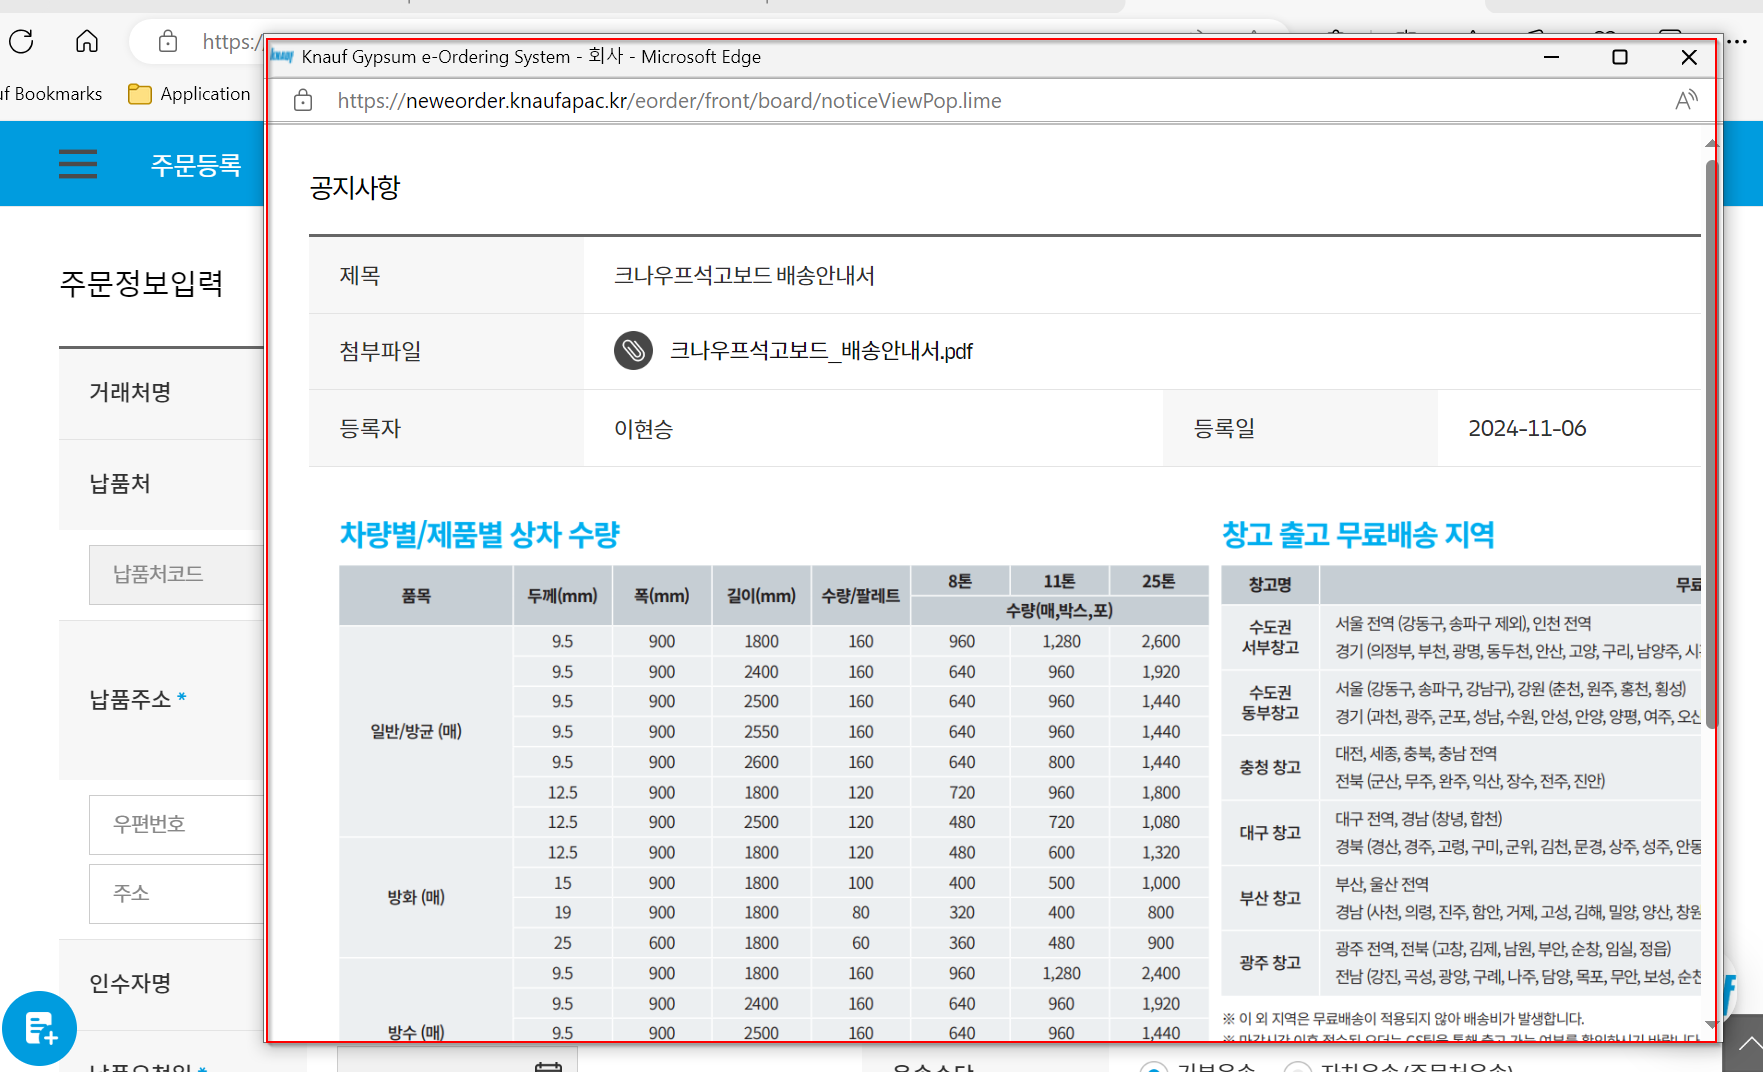 https:/
uf Bookmarks
Application
주문등록
주문정보입력
거래처명
납품처
납품처코드
납품주소 *
우편번호
주소
인수자명
knauf Knauf Gypsum e-Ordering System - 회사 - Microsoft Edge
https://neweorder.knaufapac.kr/eorder/front/board/noticeViewPop.lime
공지사항
제목 크나우프석고보드 배송안내서
첨부파일 크나우프석고보드_배송안내서.pdf
등록자 이현승 등록일 2024-11-06
차량별/제품별 상차 수량
품목 두께(mm) 폭(mm) 길이(mm) 수량/팔레트 8톤 11톤 25톤
수량(매,박스,포)
일반/방균 (매)
9.5 900 1800 160 960 1,280 2,600
9.5 900 2400 160 640 960 1,920
9.5 900 2500 160 640 960 1,440
9.5 900 2550 160 640 960 1,440
9.5 900 2600 160 640 800 1,440
12.5 900 1800 120 720 960 1,800
12.5 900 2500 120 480 720 1,080
방화 (매)
12.5 900 1800 120 480 600 1,320
15 900 1800 100 400 500 1,000
19 900 1800 80 320 400 800
25 600 1800 60 360 480 900
방수 (매)
9.5 900 1800 160 960 1,280 2,400
9.5 900 2400 160 640 960 1,920
9.5 900 2500 160 640 960 1,440
창고 출고 무료배송 지역
창고명 무료
수도권
서부창고
서울 전역 (강동구, 송파구 제외), 인천 전역
경기 (의정부, 부천, 광명, 동두천, 안산, 고양, 구리, 남양주, 시
수도권
동부창고
서울 (강동구, 송파구, 강남구), 강원 (춘천, 원주, 홍천, 횡성)
경기 (과천, 광주, 군포, 성남, 수원, 안성, 안양, 양평, 여주, 오산
충청 창고
대전, 세종, 충북, 충남 전역
전북 (군산, 무주, 완주, 익산, 장수, 전주, 진안)
대구 창고
대구 전역, 경남 (창녕, 합천)
경북 (경산, 경주, 고령, 구미, 군위, 김천, 문경, 상주, 성주, 안동
부산 창고
부산, 울산 전역
경남 (사천, 의령, 진주, 함안, 거제, 고성, 김해, 밀양, 양산, 창원
광주 창고
광주 전역, 전북 (고창, 김제, 남원, 부안, 순창, 임실, 정읍)
전남 (강진, 곡성, 광양, 구례, 나주, 담양, 목포, 무안, 보성, 순천
※ 이 외 지역은 무료배송이 적용되지 않아 배송비가 발생합니다.